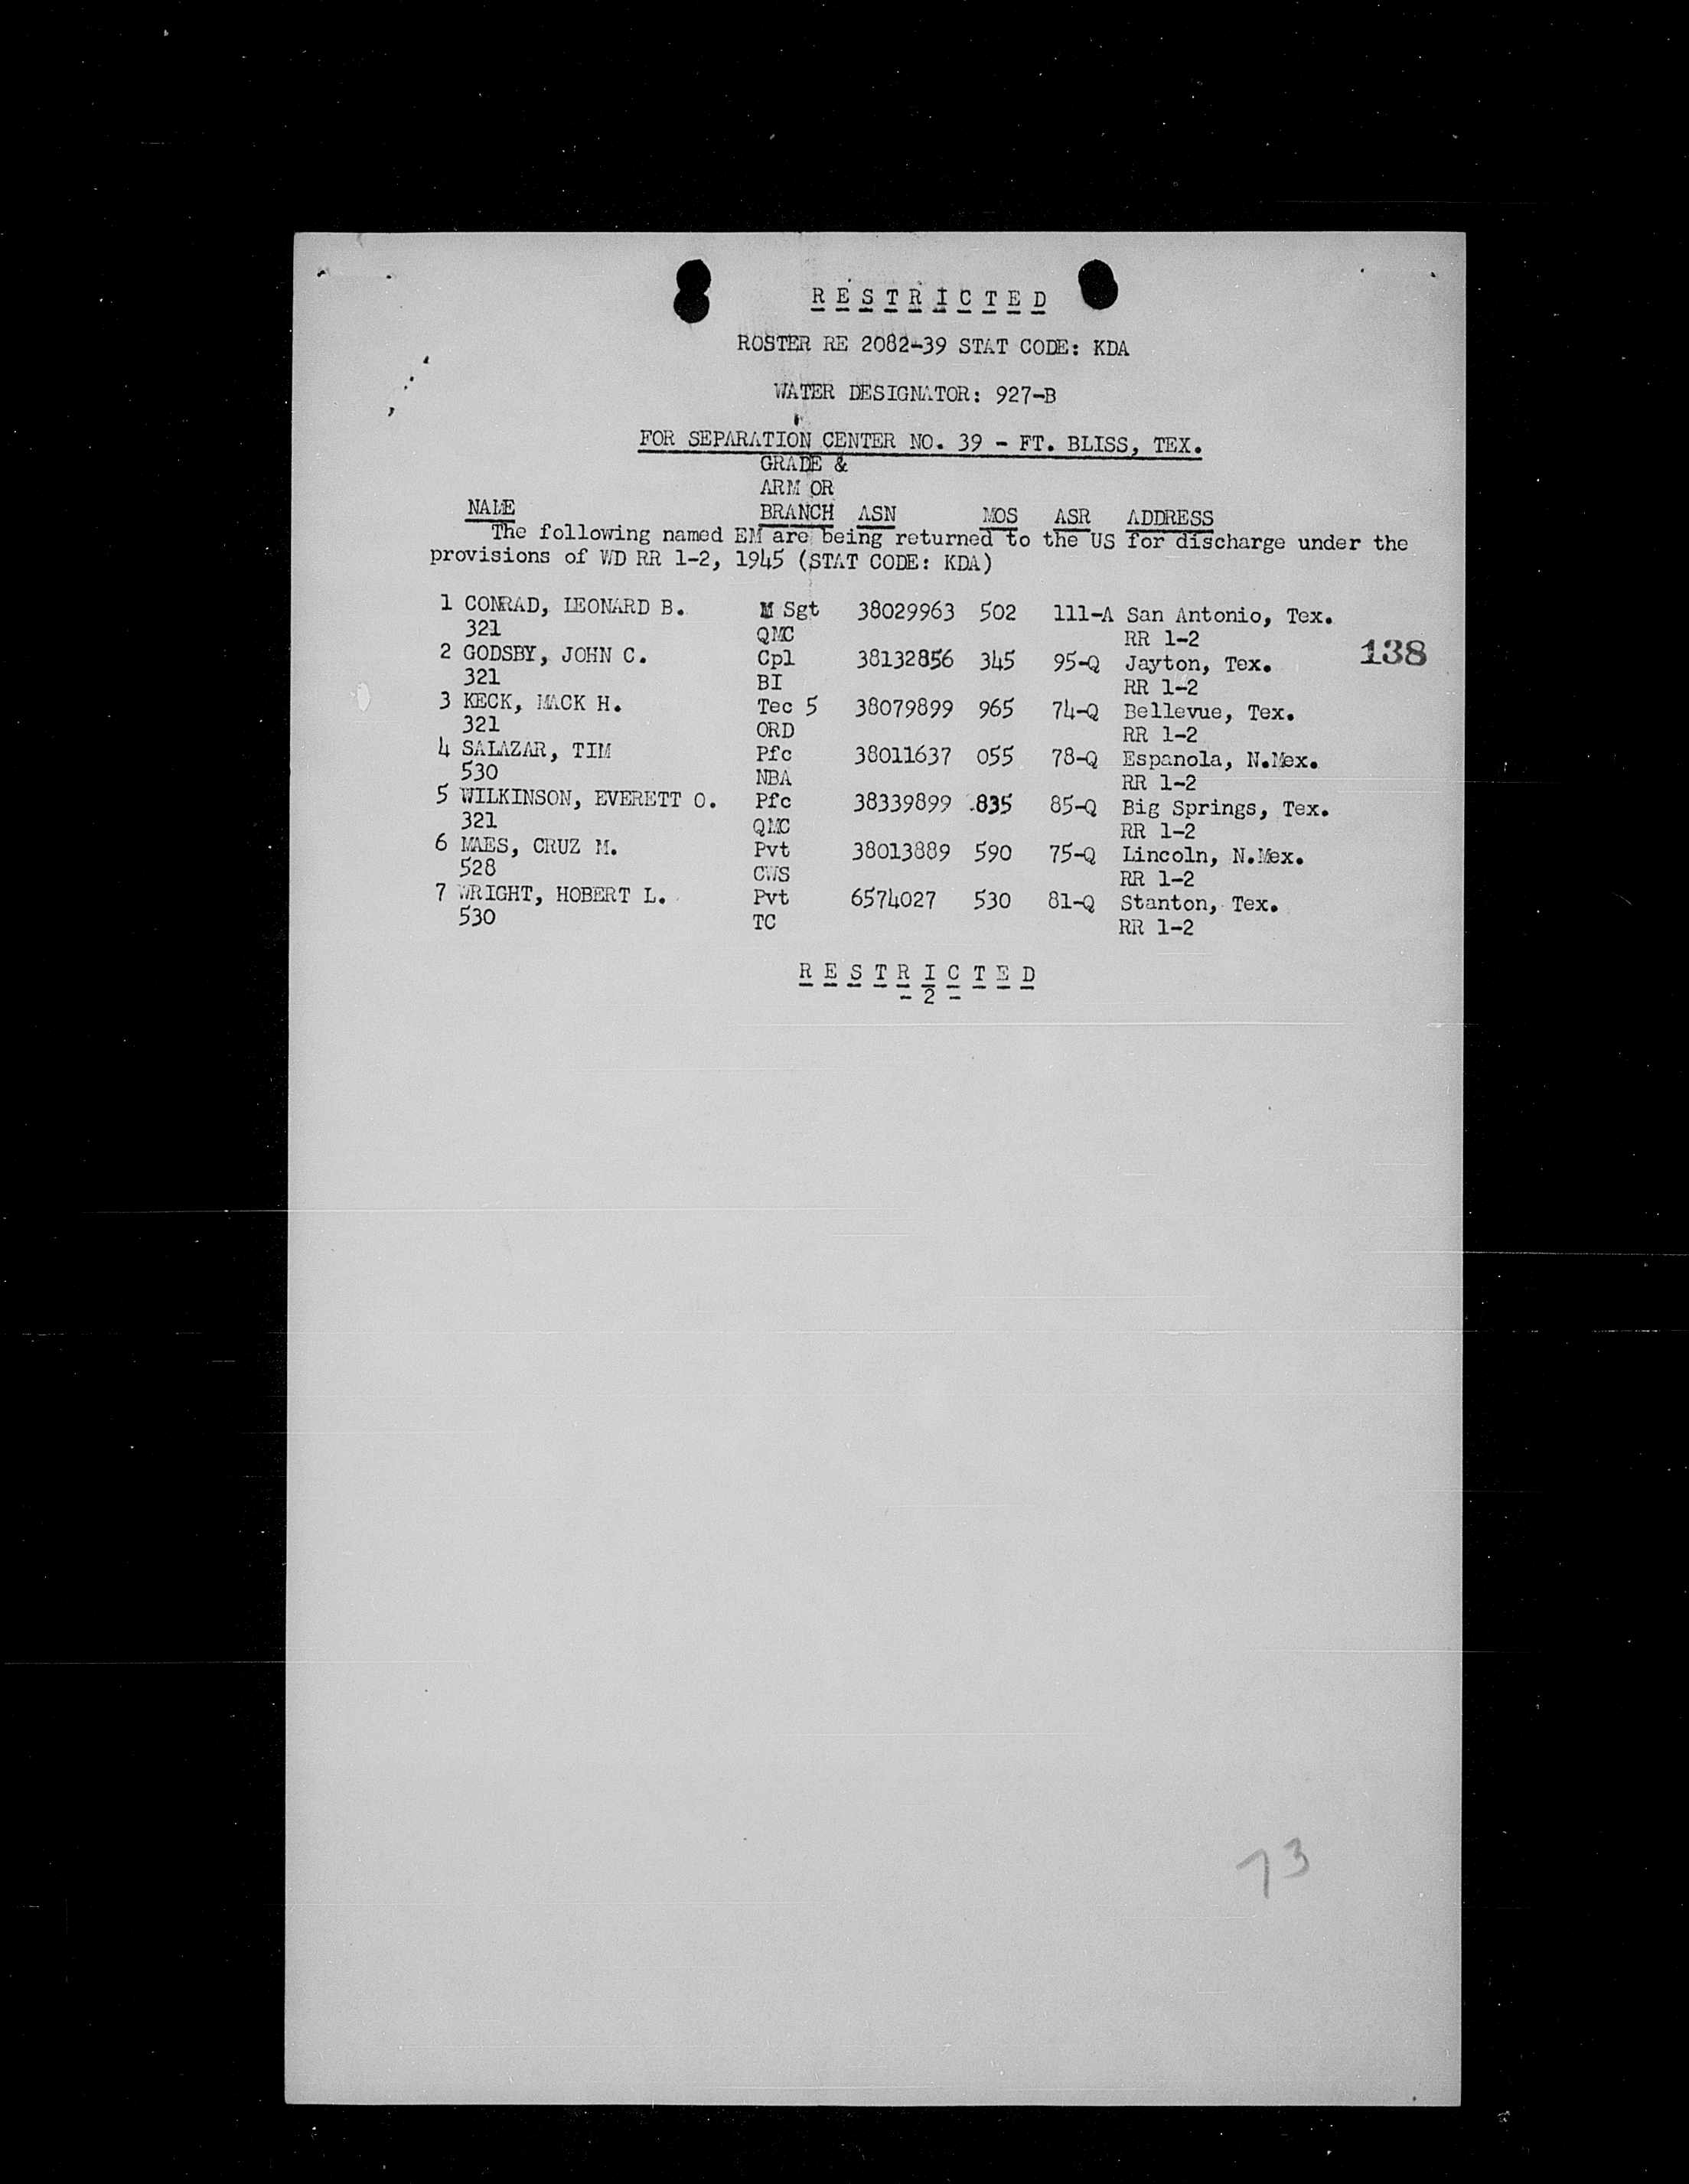 R E S T R I C T E D
ROSTER RE 2082-39 STAT CODE: KDA
WATER DESIGNATOR: 927-B
FOR SEPARATION CENTER NO. 39 - FT. BLISS, TEX.
GRADE &
ARM OR
NAME BRANCH ASN MOS ASR ADDRESS
The following named EM are being returned to the US for discharge under the
provisions of WD RR 1-2, 1945 (STAT CODE: KDA)
1 CONRAD, LEONARD B. M Sgt 38029963 502 111-A San Antonio, Tex.
321 QMC RR 1-2
138
2 GODSBY, JOHN C. Cpl 38132856 345 95-Q Jayton, Tex.
321 BI RR 1-2
3 KECK, MACK H. Tec 5 38079899 965 74-Q Bellevue, Tex.
321 ORD RR 1-2
4 SALAZAR, TIM Pfc 38011637 055 78-Q Espanola, N.Mex.
530 NBA RR 1-2
5 WILKINSON, EVERETT O. Pfc 38339899 835 85-Q Big Springs, Tex.
321 QMC RR 1-2
6 MAES, CRUZ M. Pvt 38013889 590 75-Q Lincoln, N.Mex.
528 CWS RR 1-2
7 WRIGHT, HOBERT L. Pvt 6574027 530 81-Q Stanton, Tex.
530 TC RR 1-2
R E S T R I C T E D
- 2 -
73